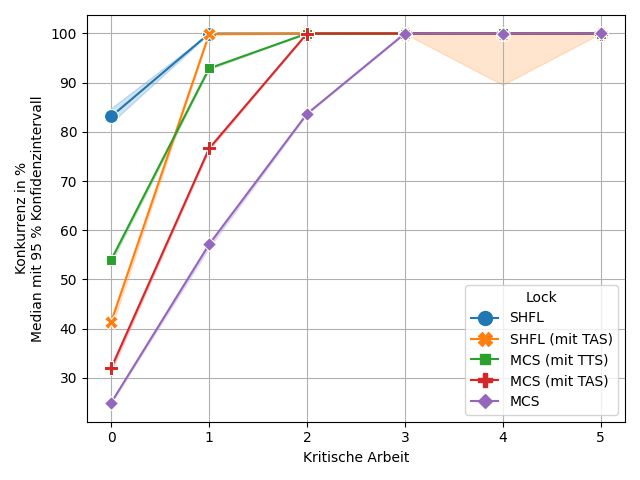 Konkurrenz in %
Median mit 95 % Konfidenzintervall
100
90
80
70
60
50
40
30
0
1
2
3
4
5
Kritische Arbeit
Lock
SHFL
SHFL (mit TAS)
MCS (mit TTS)
MCS (mit TAS)
MCS